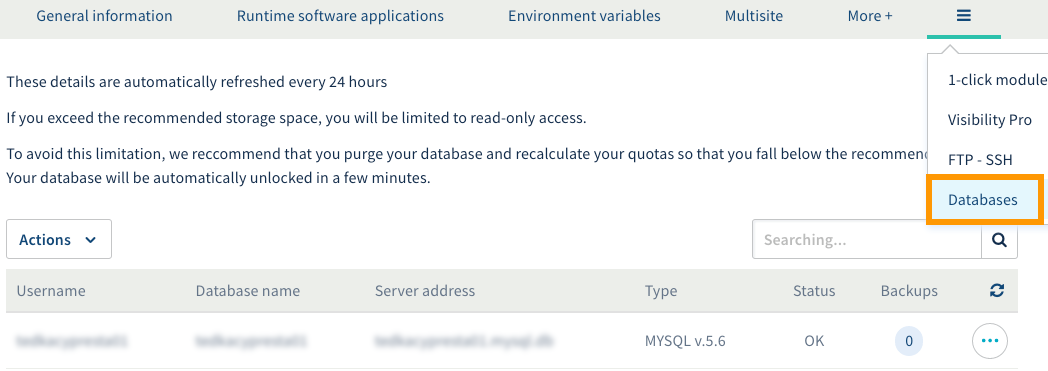 General information Runtime software applications Environment variables Multisite More +
1-click module
Visibility Pro
FTP - SSH
Databases
These details are automatically refreshed every 24 hours
If you exceed the recommended storage space, you will be limited to read-only access.
To avoid this limitation, we reccommend that you purge your database and recalculate your quotas so that you fall below the recommen
Your database will be automatically unlocked in a few minutes.
Actions Searching...
Username Database name Server address Type Status Backups
MYSQL v.5.6 OK 0